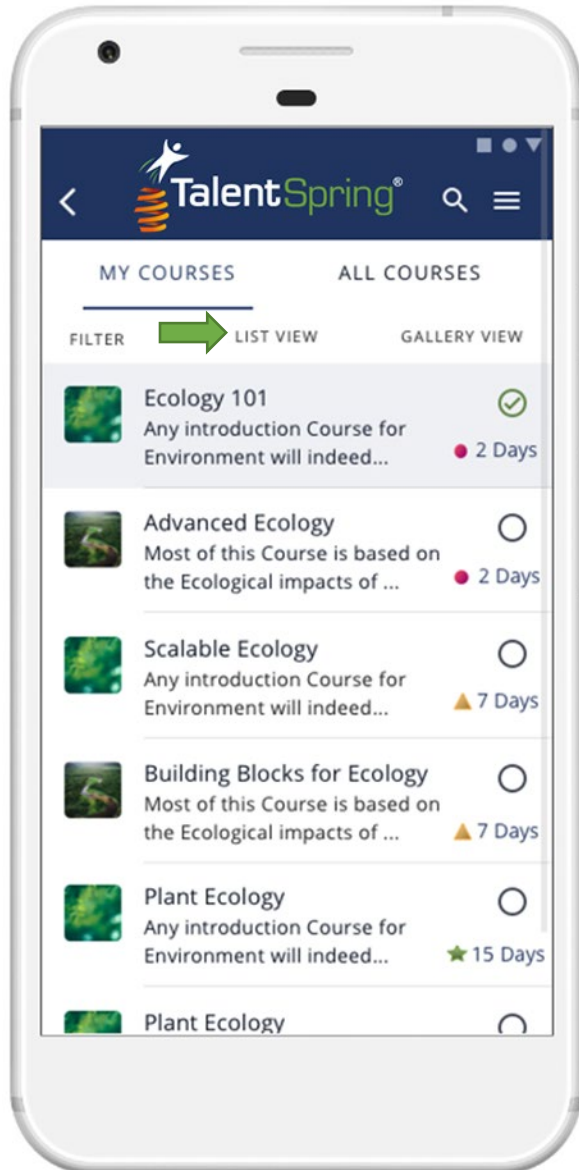 TalentSpring®
MY COURSES ALL COURSES
FILTER LIST VIEW GALLERY VIEW
Ecology 101
Any introduction Course for
Environment will indeed...
2 Days
Advanced Ecology
Most of this Course is based on
the Ecological impacts of ...
2 Days
Scalable Ecology
Any introduction Course for
Environment will indeed...
7 Days
Building Blocks for Ecology
Most of this Course is based on
the Ecological impacts of ...
7 Days
Plant Ecology
Any introduction Course for
Environment will indeed...
15 Days
Plant Ecology